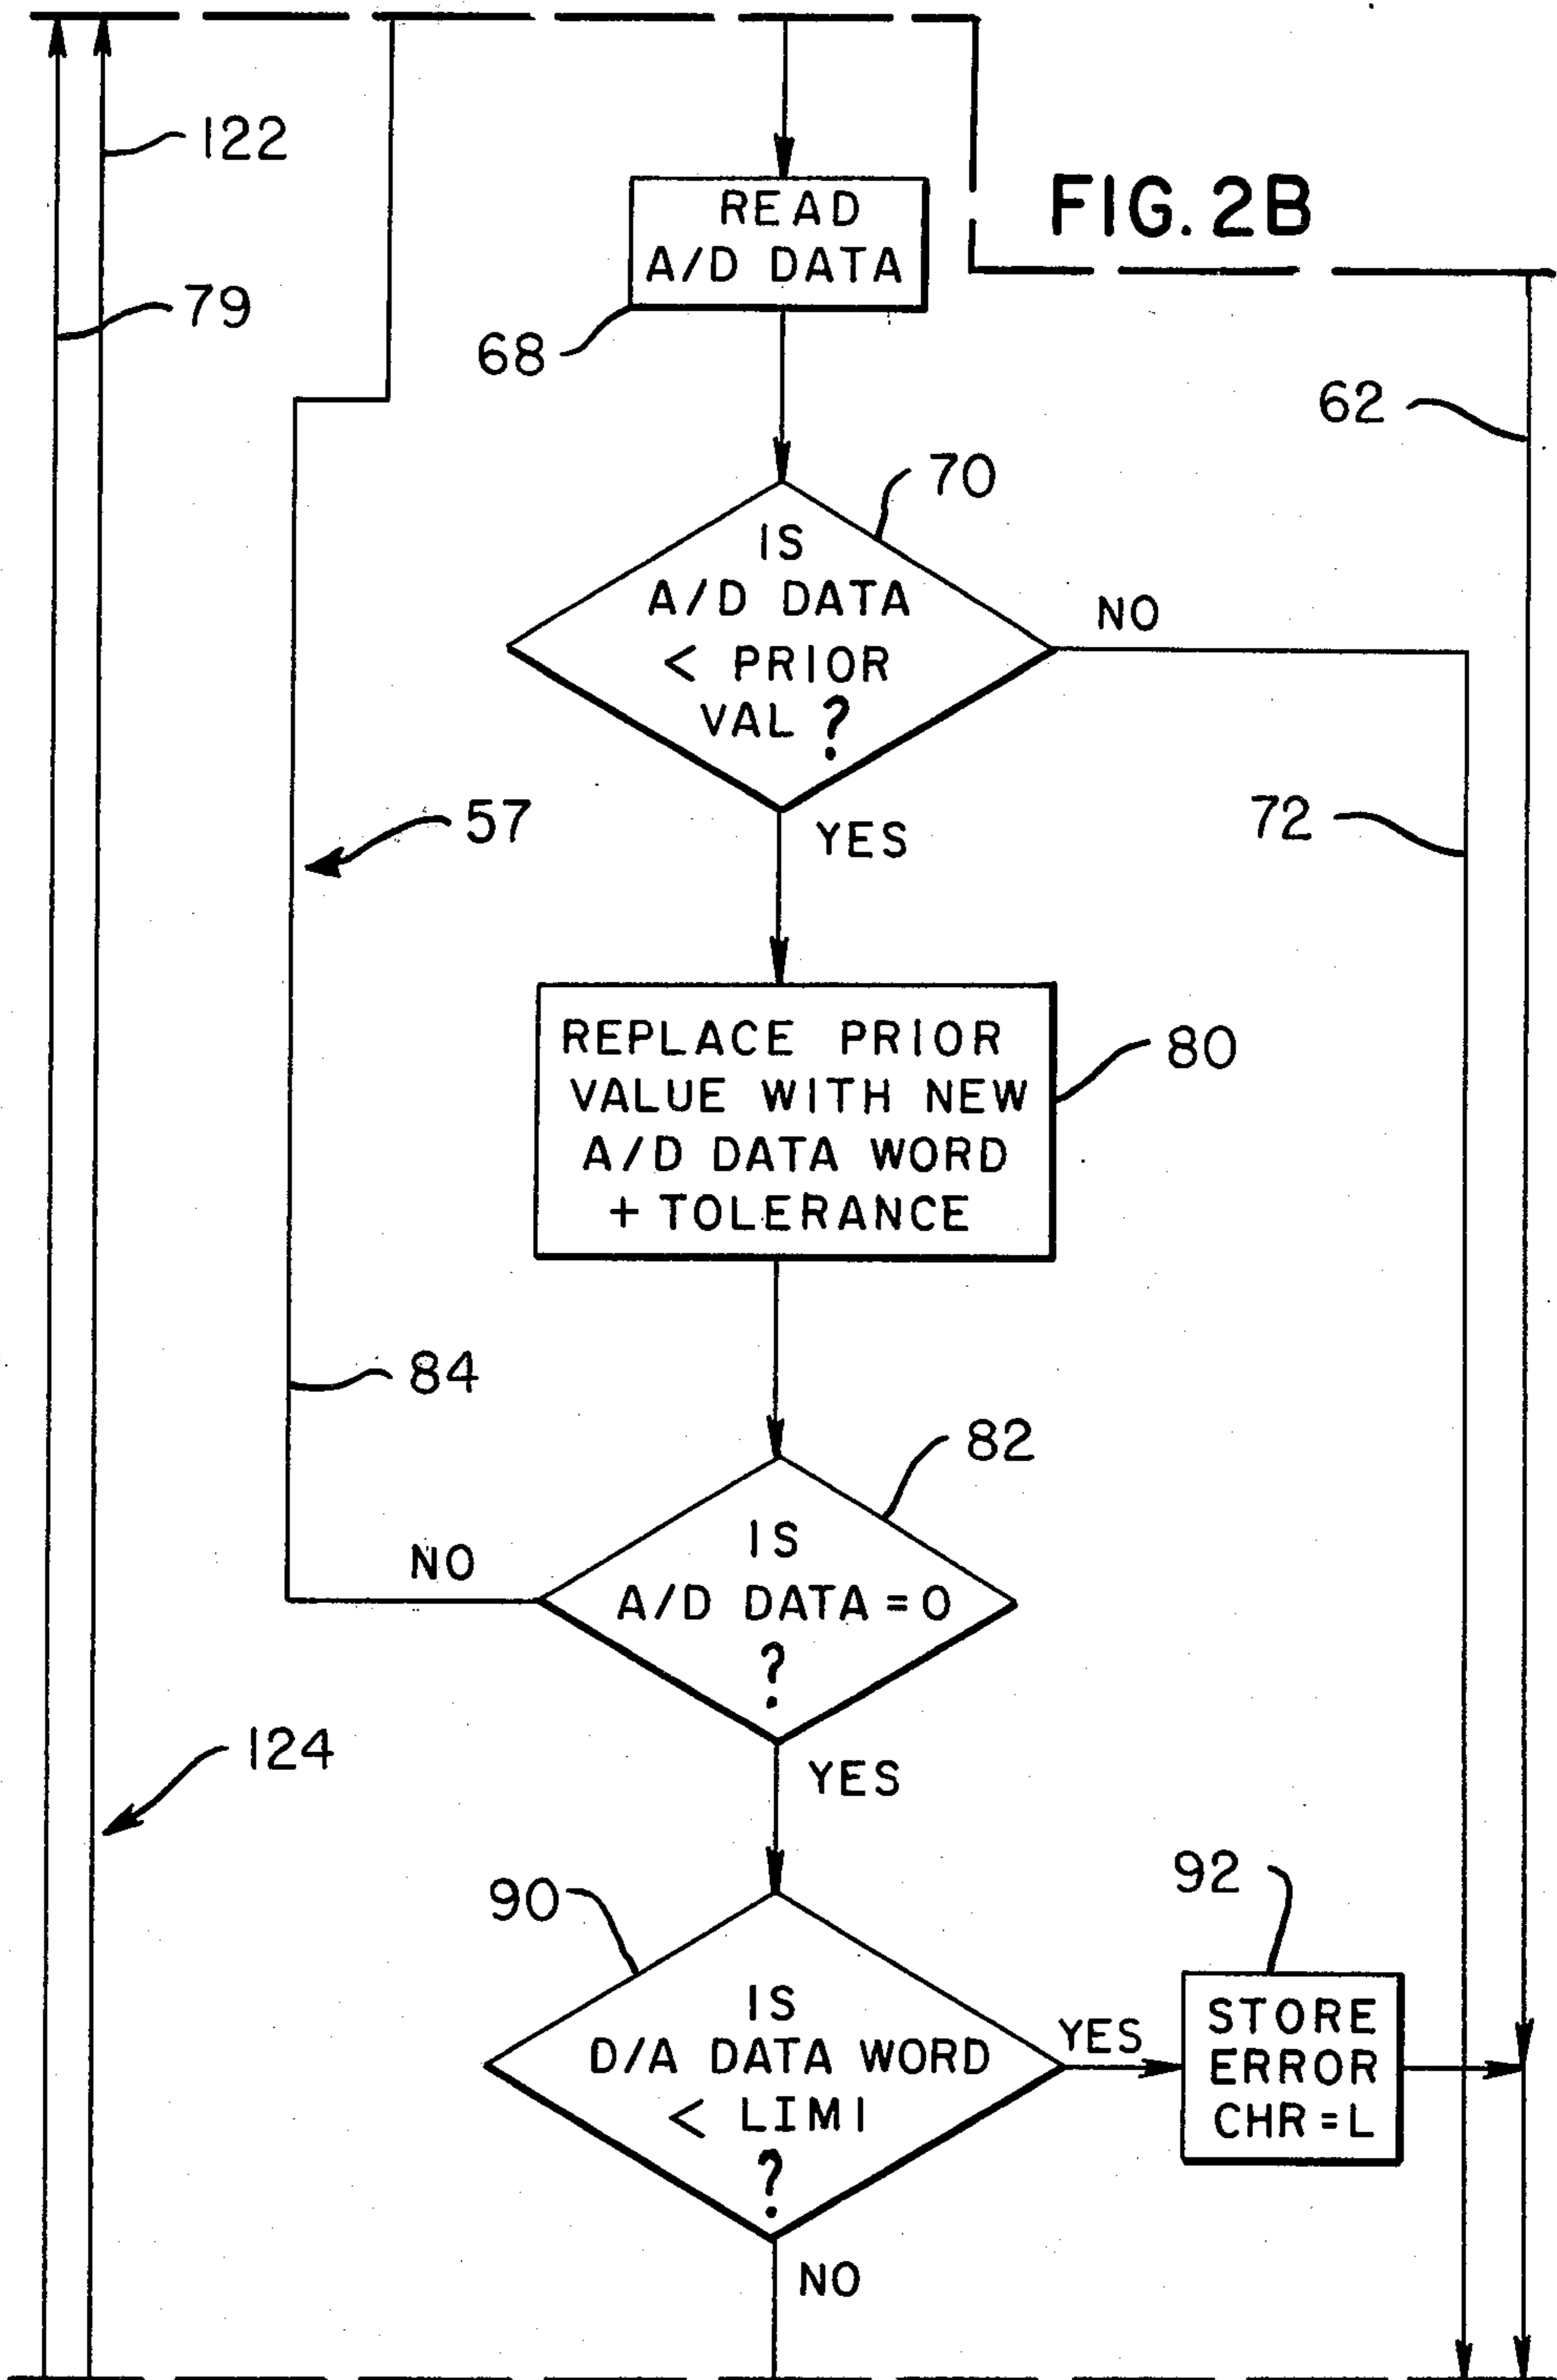 122
READ
A/D DATA
FIG. 2B
79
68
62
70
IS
A/D DATA
< PRIOR
VAL ?
NO
57
72
YES
REPLACE PRIOR
VALUE WITH NEW
A/D DATA WORD
+ TOLERANCE
80
84
82
IS
A/D DATA = 0
?
NO
124
YES
90
92
IS
D/A DATA WORD
< LIMI
?
YES
STORE
ERROR
CHR = L
NO